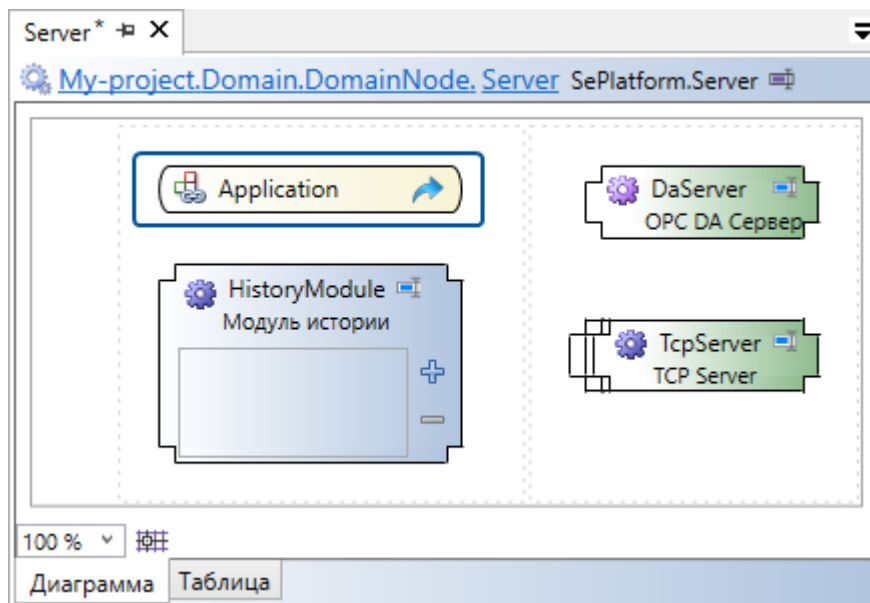 Server*
My-project.Domain.DomainNode. Server SePlatform.Server
Application
DaServer
OPC DA Сервер
HistoryModule
Модуль истории
TcpServer
TCP Server
100 %
Диаграмма Таблица